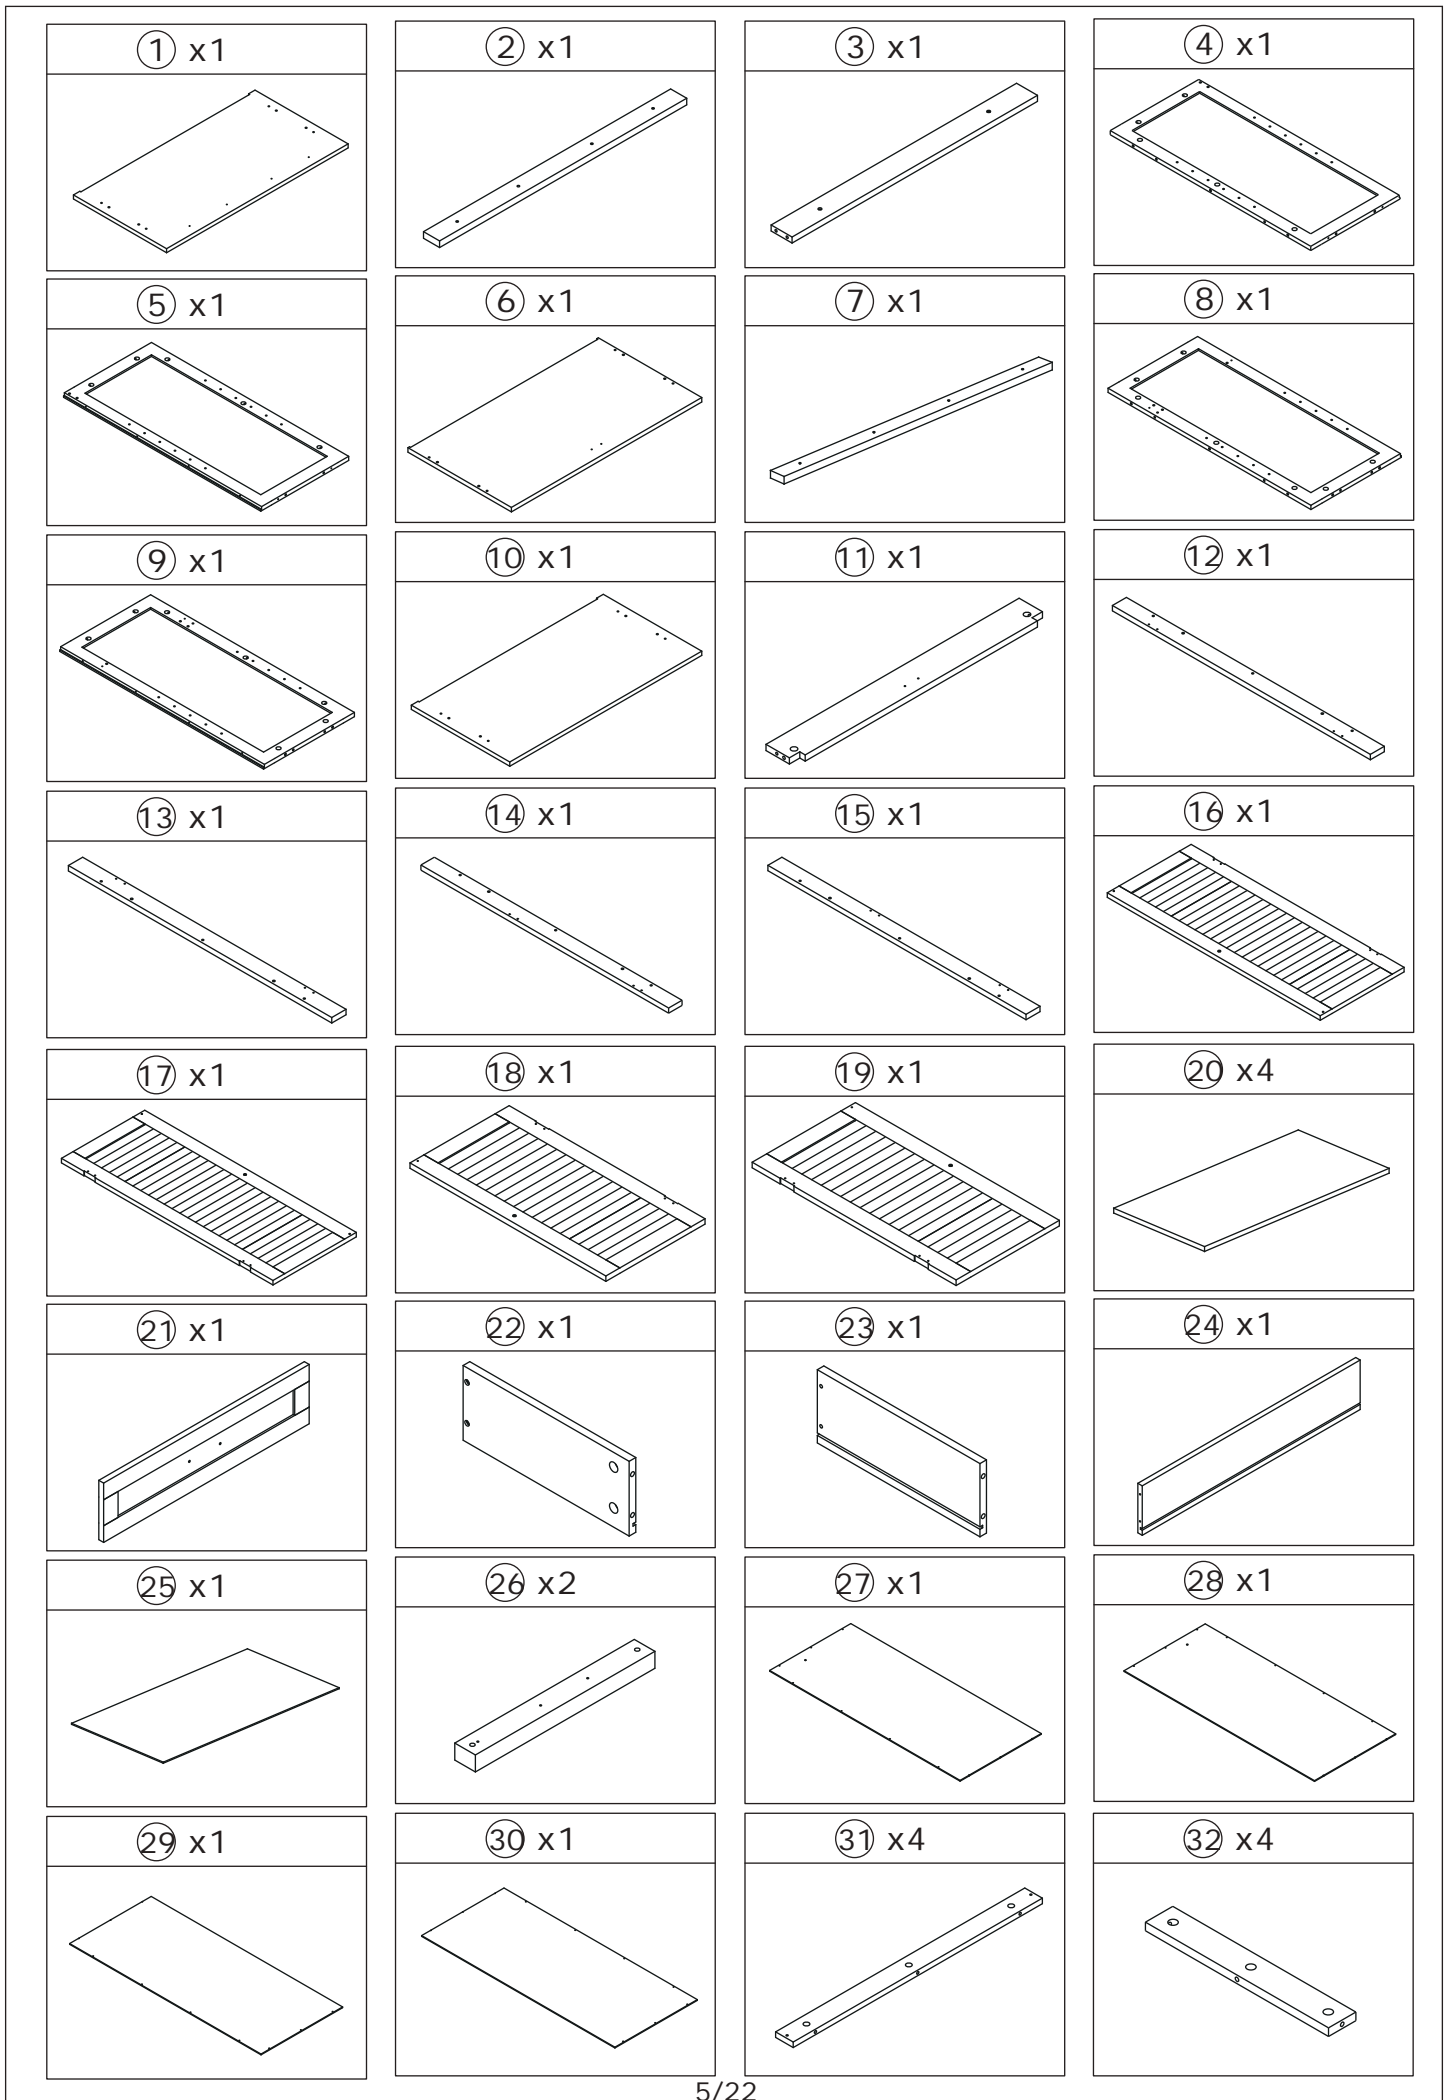 ① x1
② x1
③ x1
④ x1
⑤ x1
⑥ x1
⑦ x1
⑧ x1
⑨ x1
⑩ x1
⑪ x1
⑫ x1
⑬ x1
⑭ x1
⑮ x1
⑯ x1
⑰ x1
⑱ x1
⑲ x1
⑳ x4
㉑ x1
㉒ x1
㉓ x1
㉔ x1
㉕ x1
㉖ x2
㉗ x1
㉘ x1
㉙ x1
㉚ x1
㉛ x4
㉜ x4
5/22